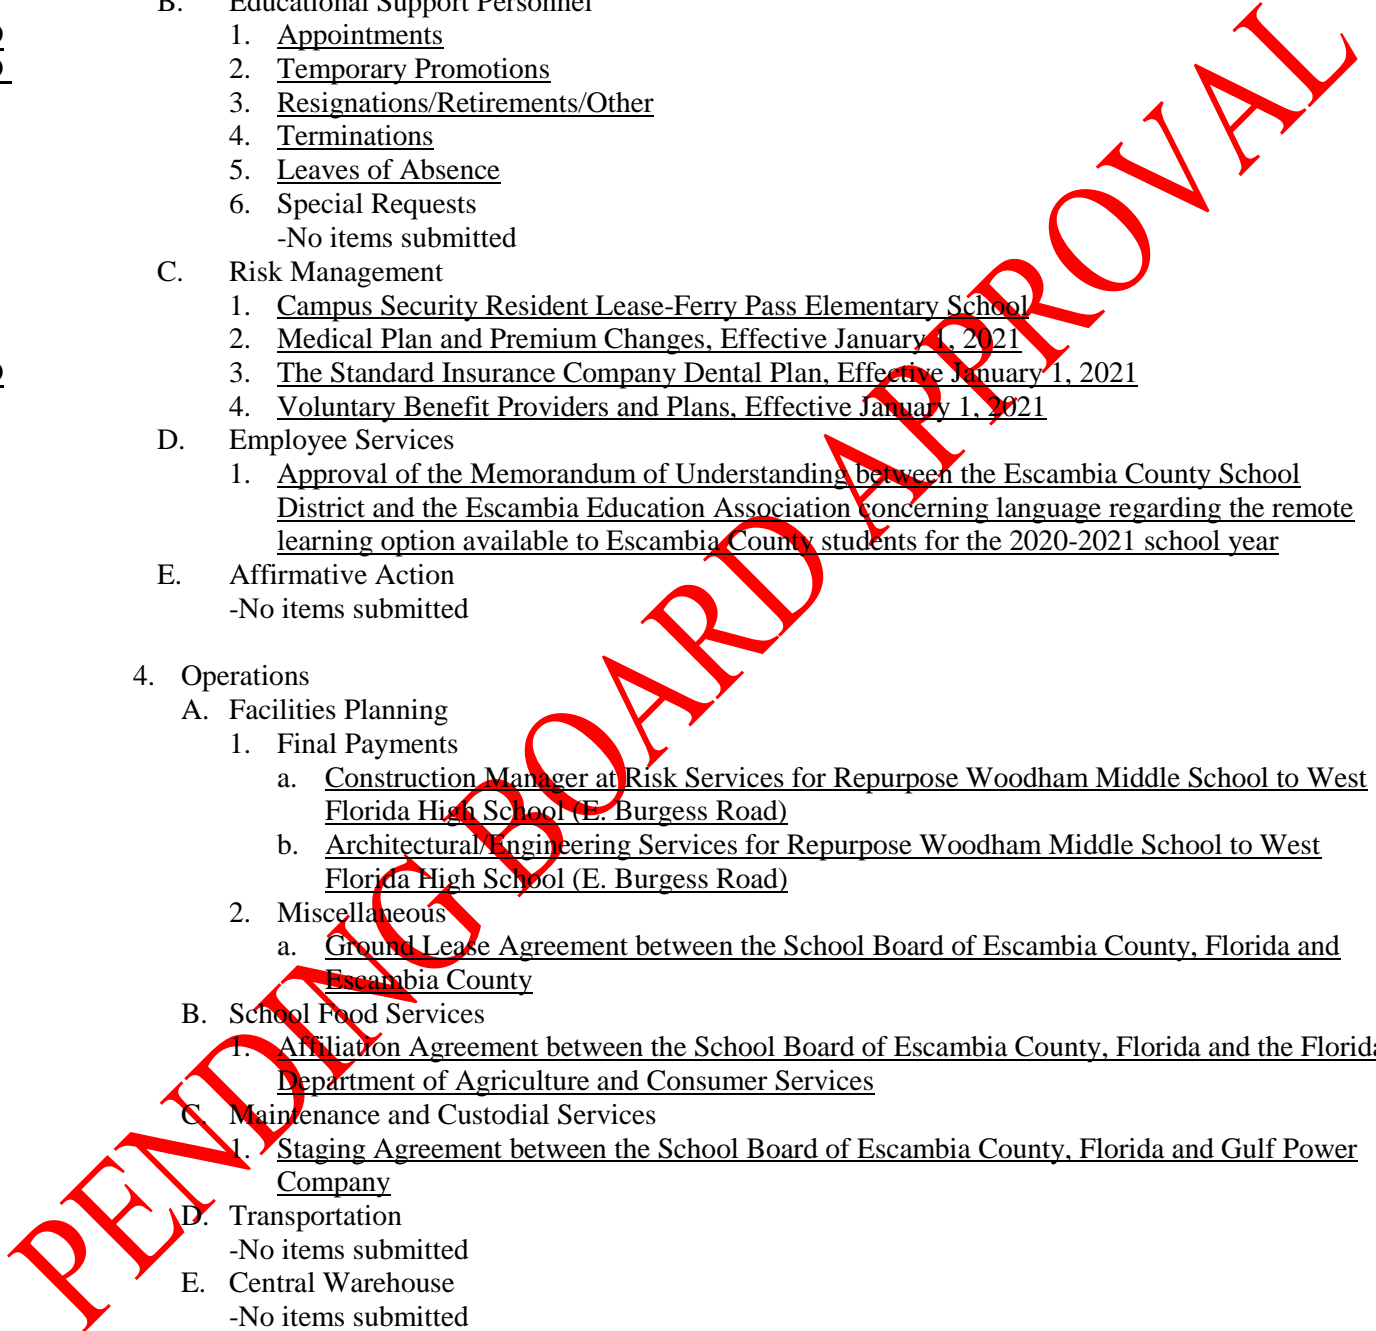 B. Educational Support Personnel
1. Appointments
2. Temporary Promotions
3. Resignations/Retirements/Other
4. Terminations
5. Leaves of Absence
6. Special Requests
-No items submitted
C. Risk Management
1. Campus Security Resident Lease-Ferry Pass Elementary School
2. Medical Plan and Premium Changes, Effective January 1, 2021
3. The Standard Insurance Company Dental Plan, Effective January 1, 2021
4. Voluntary Benefit Providers and Plans, Effective January 1, 2021
D. Employee Services
1. Approval of the Memorandum of Understanding between the Escambia County School
District and the Escambia Education Association concerning language regarding the remote
learning option available to Escambia County students for the 2020-2021 school year
E. Affirmative Action
-No items submitted
4. Operations
A. Facilities Planning
1. Final Payments
a. Construction Manager at Risk Services for Repurpose Woodham Middle School to West
Florida High School (E. Burgess Road)
b. Architectural/Engineering Services for Repurpose Woodham Middle School to West
Florida High School (E. Burgess Road)
2. Miscellaneous
a. Ground Lease Agreement between the School Board of Escambia County, Florida and
Escambia County
B. School Food Services
1. Affiliation Agreement between the School Board of Escambia County, Florida and the Florida
Department of Agriculture and Consumer Services
C. Maintenance and Custodial Services
1. Staging Agreement between the School Board of Escambia County, Florida and Gulf Power
Company
D. Transportation
-No items submitted
E. Central Warehouse
-No items submitted
PENDING BOARD APPROVAL